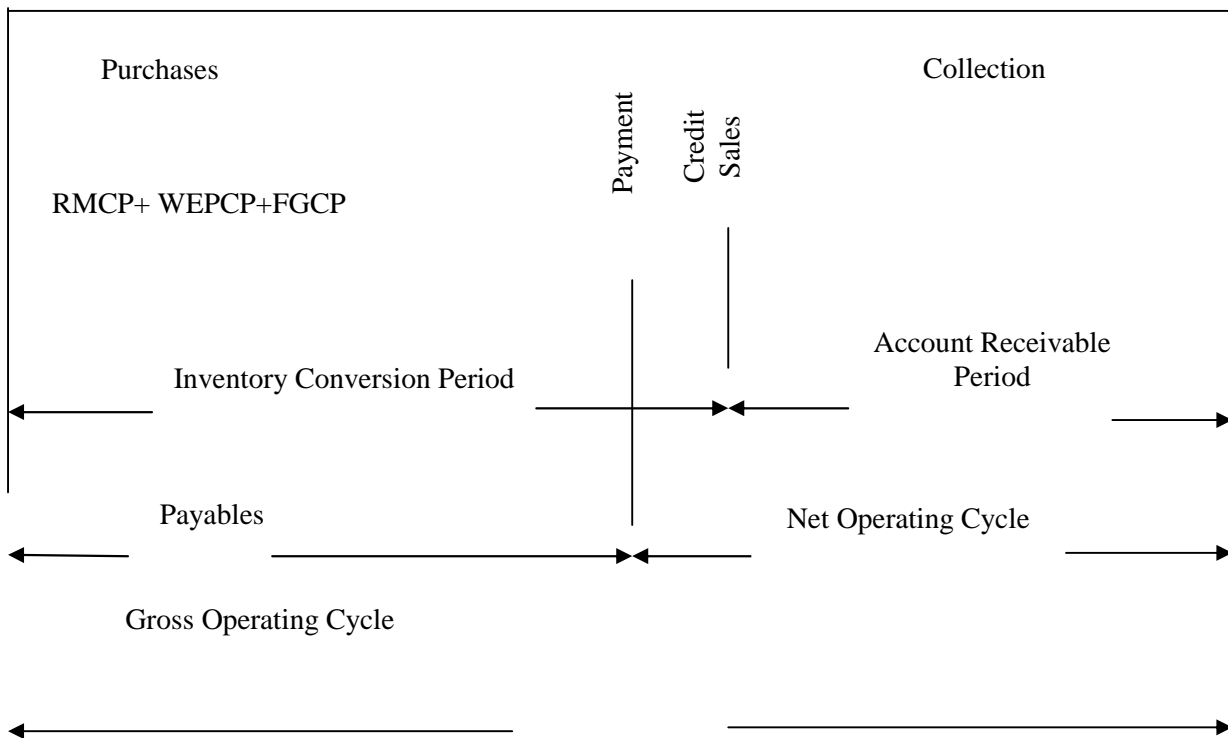 Purchases
Collection
Payment
Credit
Sales
RMCP+ WEPCP+FGCP
Inventory Conversion Period
Account Receivable
Period
Payables
Net Operating Cycle
Gross Operating Cycle